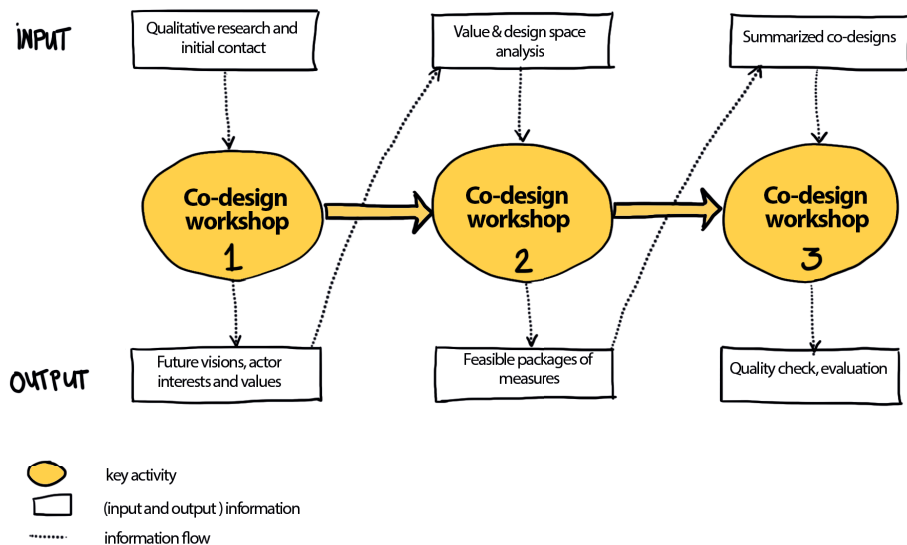 INPUT
Qualitative research and
initial contact
Value & design space
analysis
Summarized co-designs
Co-design
workshop
1
Co-design
workshop
2
Co-design
workshop
3
OUTPUT
Future visions, actor
interests and values
Feasible packages of
measures
Quality check, evaluation
key activity
(input and output ) information
information flow